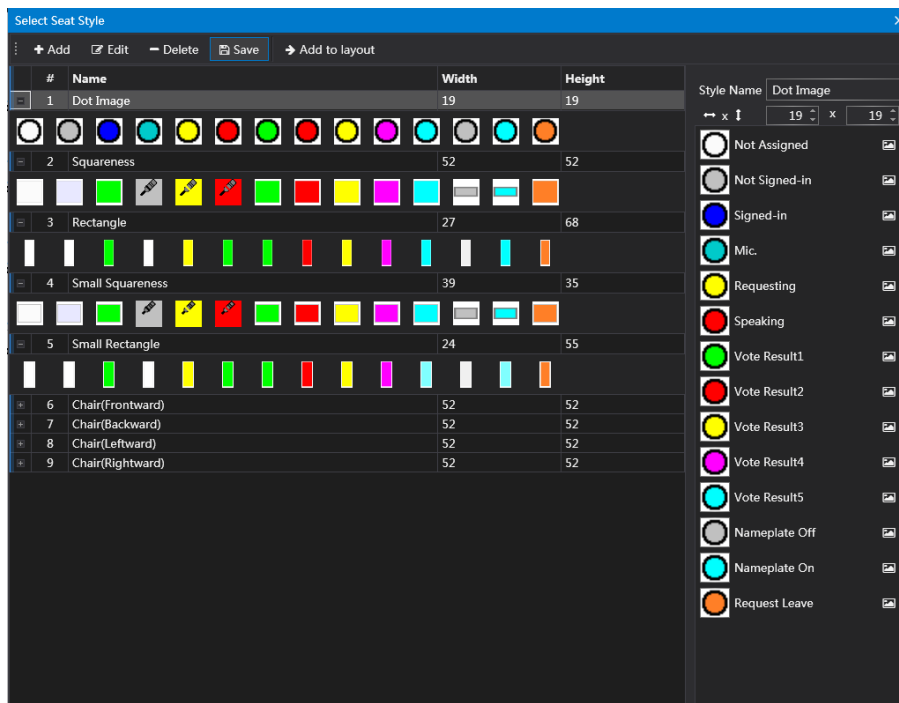 Select Seat Style
Add Edit Delete Save Add to layout
# Name Width Height
1 Dot Image 19 19
2 Squareness 52 52
3 Rectangle 27 68
4 Small Squareness 39 35
5 Small Rectangle 24 55
6 Chair(Frontward) 52 52
7 Chair(Backward) 52 52
8 Chair(Leftward) 52 52
9 Chair(Rightward) 52 52
Style Name Dot Image
x 19 x 19
Not Assigned
Not Signed-in
Signed-in
Mic.
Requesting
Speaking
Vote Result1
Vote Result2
Vote Result3
Vote Result4
Vote Result5
Nameplate Off
Nameplate On
Request Leave